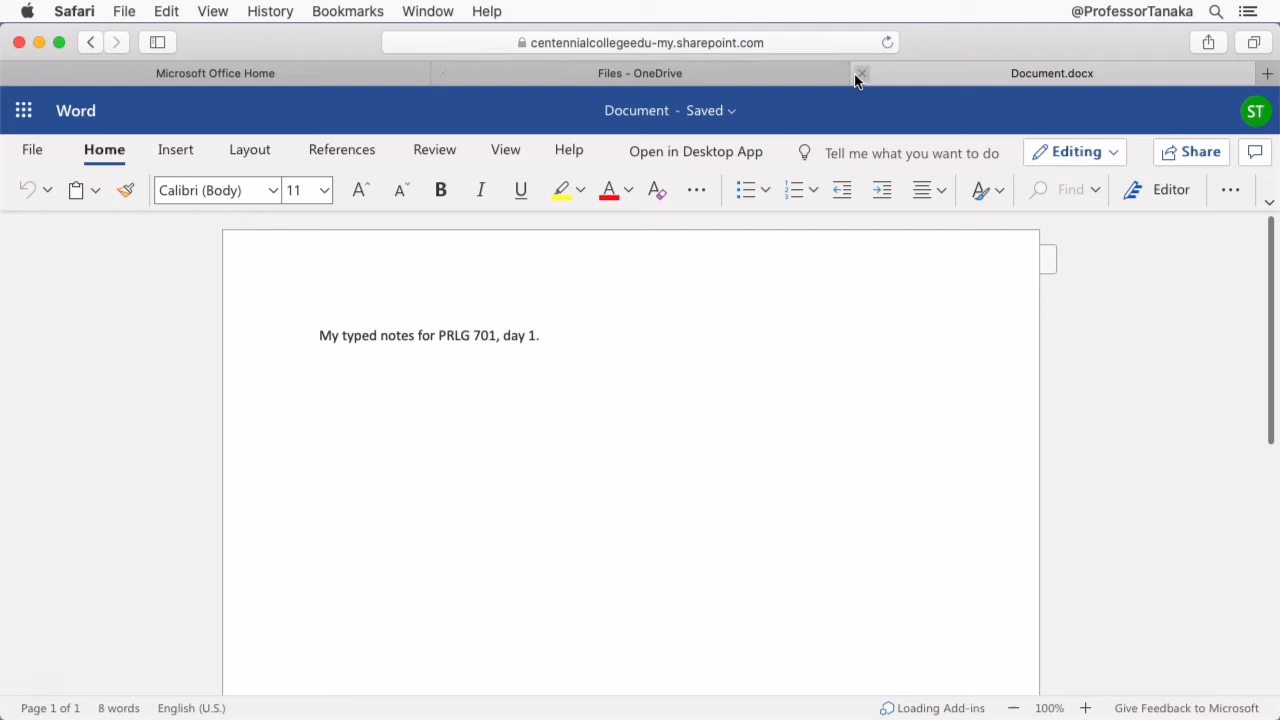 Safari File Edit View History Bookmarks Window Help @ProfessorTanaka
centennialcollegeedu-my.sharepoint.com
Microsoft Office Home Files - OneDrive Document.docx
Word Document - Saved ST
File Home Insert Layout References Review View Help Open in Desktop App Tell me what you want to do Editing Share
Calibri (Body) 11 A A B I U A A Find Editor
My typed notes for PRLG 701, day 1.
Page 1 of 1 8 words English (U.S.) Loading Add-ins 100% Give Feedback to Microsoft